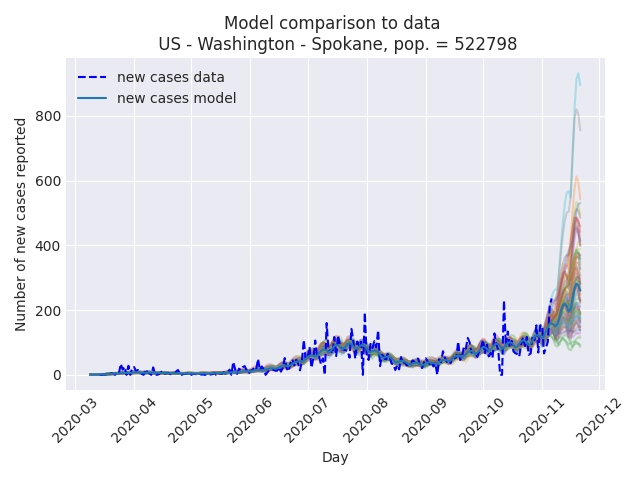 Model comparison to data
US - Washington - Spokane, pop. = 522798
new cases data
new cases model
Number of new cases reported
800
600
400
200
0
2020-03
2020-04
2020-05
2020-06
2020-07
2020-08
2020-09
2020-10
2020-11
2020-12
Day